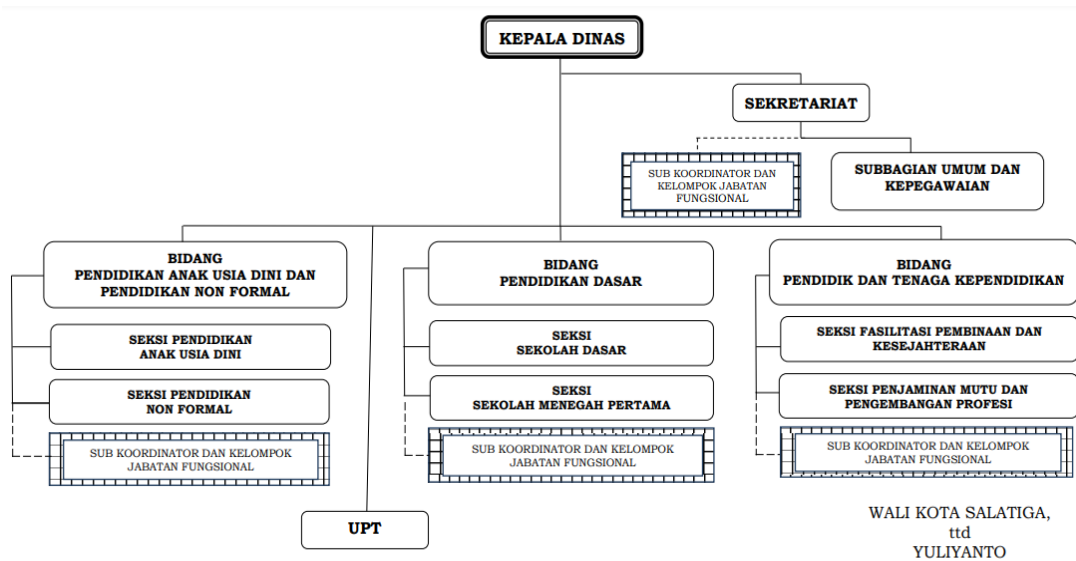 KEPALA DINAS
SEKRETARIAT
SUB KOORDINATOR DAN
KELOMPOK JABATAN
FUNGSIONAL
SUBBAGIAN UMUM DAN
KEPEGAWAIAN
BIDANG
PENDIDIKAN ANAK USIA DINI DAN
PENDIDIKAN NON FORMAL
SEKSI PENDIDIKAN
ANAK USIA DINI
SEKSI PENDIDIKAN
NON FORMAL
SUB KOORDINATOR DAN KELOMPOK
JABATAN FUNGSIONAL
BIDANG
PENDIDIKAN DASAR
SEKSI
SEKOLAH DASAR
SEKSI
SEKOLAH MENEGAH PERTAMA
SUB KOORDINATOR DAN KELOMPOK
JABATAN FUNGSIONAL
BIDANG
PENDIDIK DAN TENAGA KEPENDIDIKAN
SEKSI FASILITASI PEMBINAAN DAN
KESEJAHTERAAN
SEKSI PENJAMINAN MUTU DAN
PENGEMBANGAN PROFESI
SUB KOORDINATOR DAN KELOMPOK
JABATAN FUNGSIONAL
UPT
WALI KOTA SALATIGA,
ttd
YULIYANTO